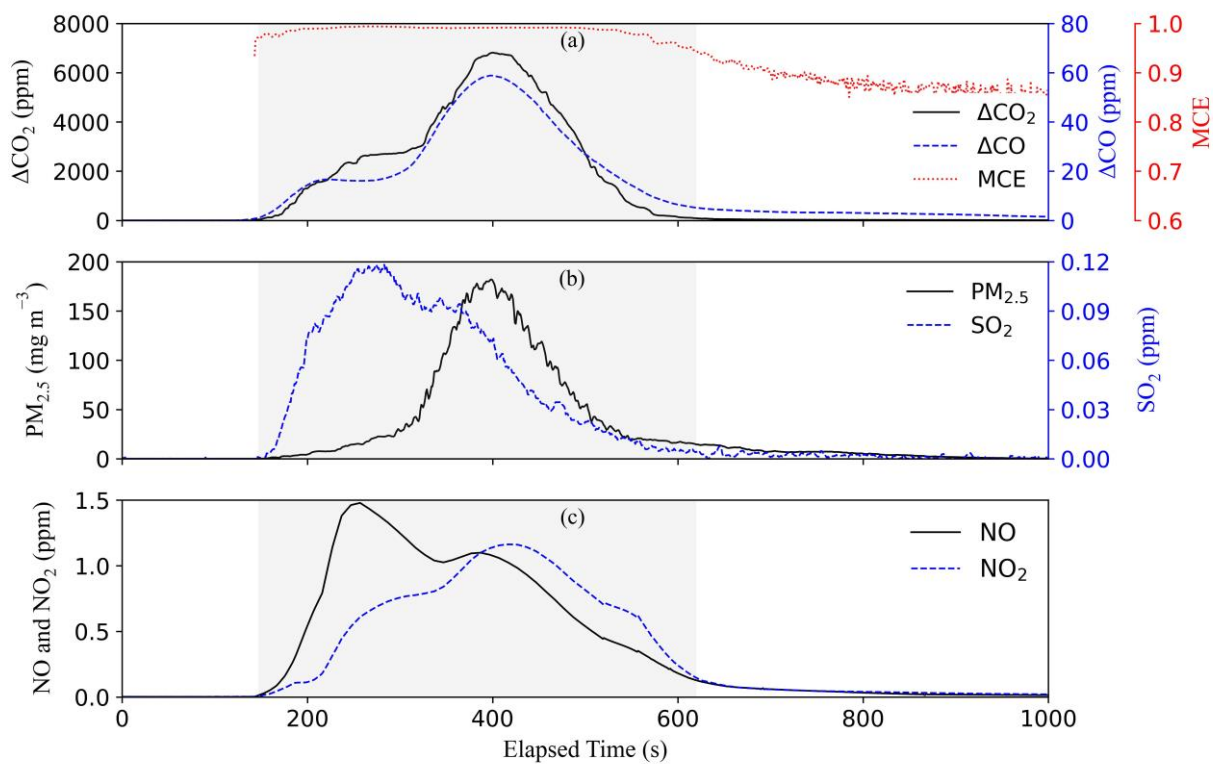 (a)
8000
6000
4000
2000
0
ΔCO₂ (ppm)
80
60
40
20
0
ΔCO (ppm)
1.0
0.9
0.8
0.7
0.6
MCE
ΔCO₂
ΔCO
MCE
(b)
200
150
100
50
0
PM₂.₅ (mg m⁻³)
0.12
0.09
0.06
0.03
0.00
SO₂ (ppm)
PM₂.₅
SO₂
(c)
1.5
1.0
0.5
0.0
NO and NO₂ (ppm)
NO
NO₂
0 200 400 600 800 1000
Elapsed Time (s)